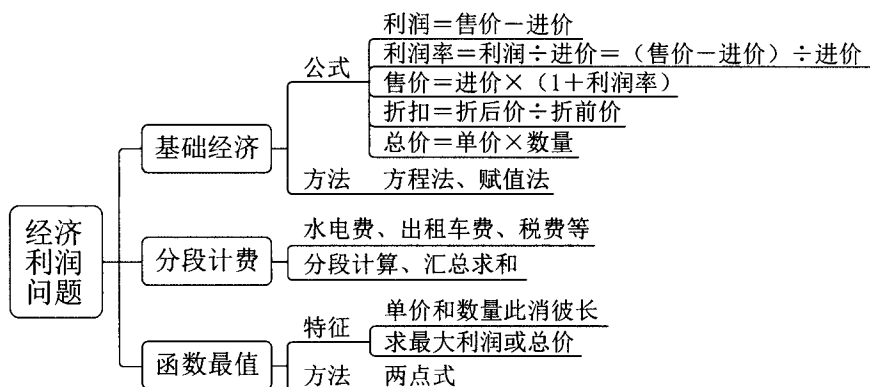 经济
利润
问题
基础经济
公式
利润＝售价－进价
利润率＝利润÷进价＝（售价－进价）÷进价
售价＝进价×（1＋利润率）
折扣＝折后价÷折前价
总价＝单价×数量
方法 方程法、赋值法
分段计费
水电费、出租车费、税费等
分段计算、汇总求和
函数最值
特征
单价和数量此消彼长
求最大利润或总价
方法 两点式